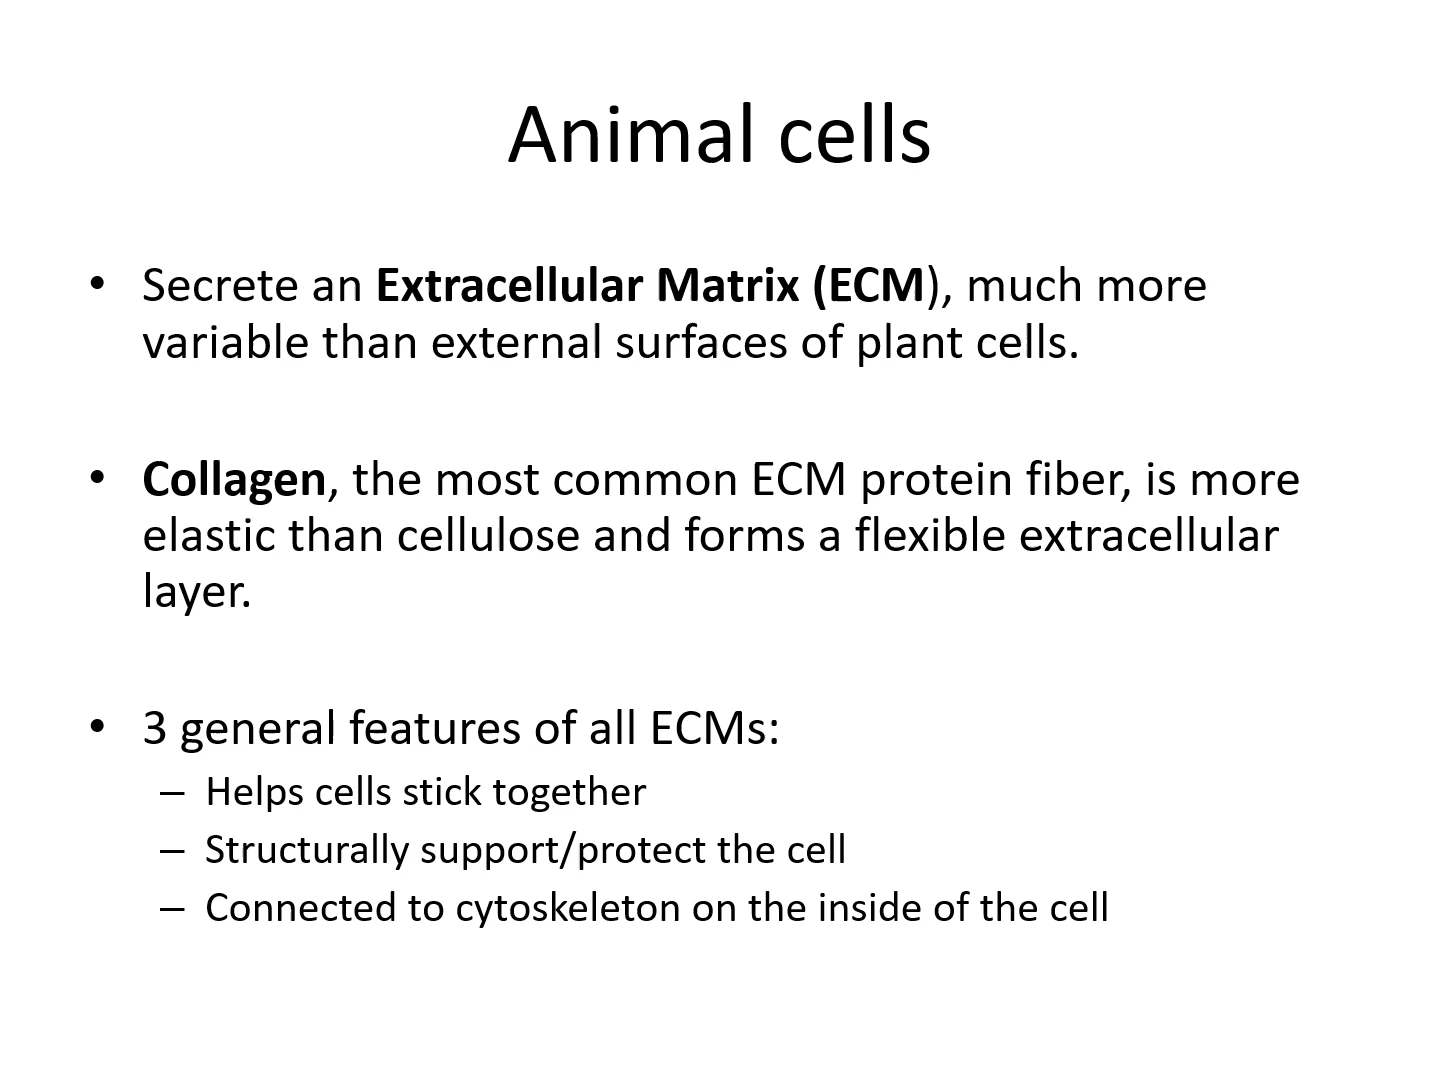 Animal cells
• Secrete an Extracellular Matrix (ECM), much more
variable than external surfaces of plant cells.
• Collagen, the most common ECM protein fiber, is more
elastic than cellulose and forms a flexible extracellular
layer.
• 3 general features of all ECMs:
– Helps cells stick together
– Structurally support/protect the cell
– Connected to cytoskeleton on the inside of the cell